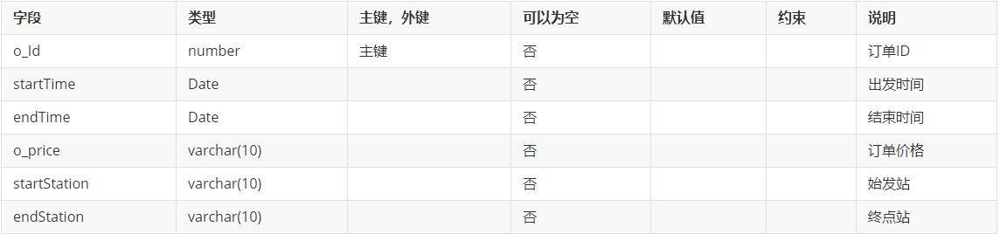 字段 类型 主键，外键 可以为空 默认值 约束 说明
o_Id number 主键 否 订单ID
startTime Date 否 出发时间
endTime Date 否 结束时间
o_price varchar(10) 否 订单价格
startStation varchar(10) 否 始发站
endStation varchar(10) 否 终点站